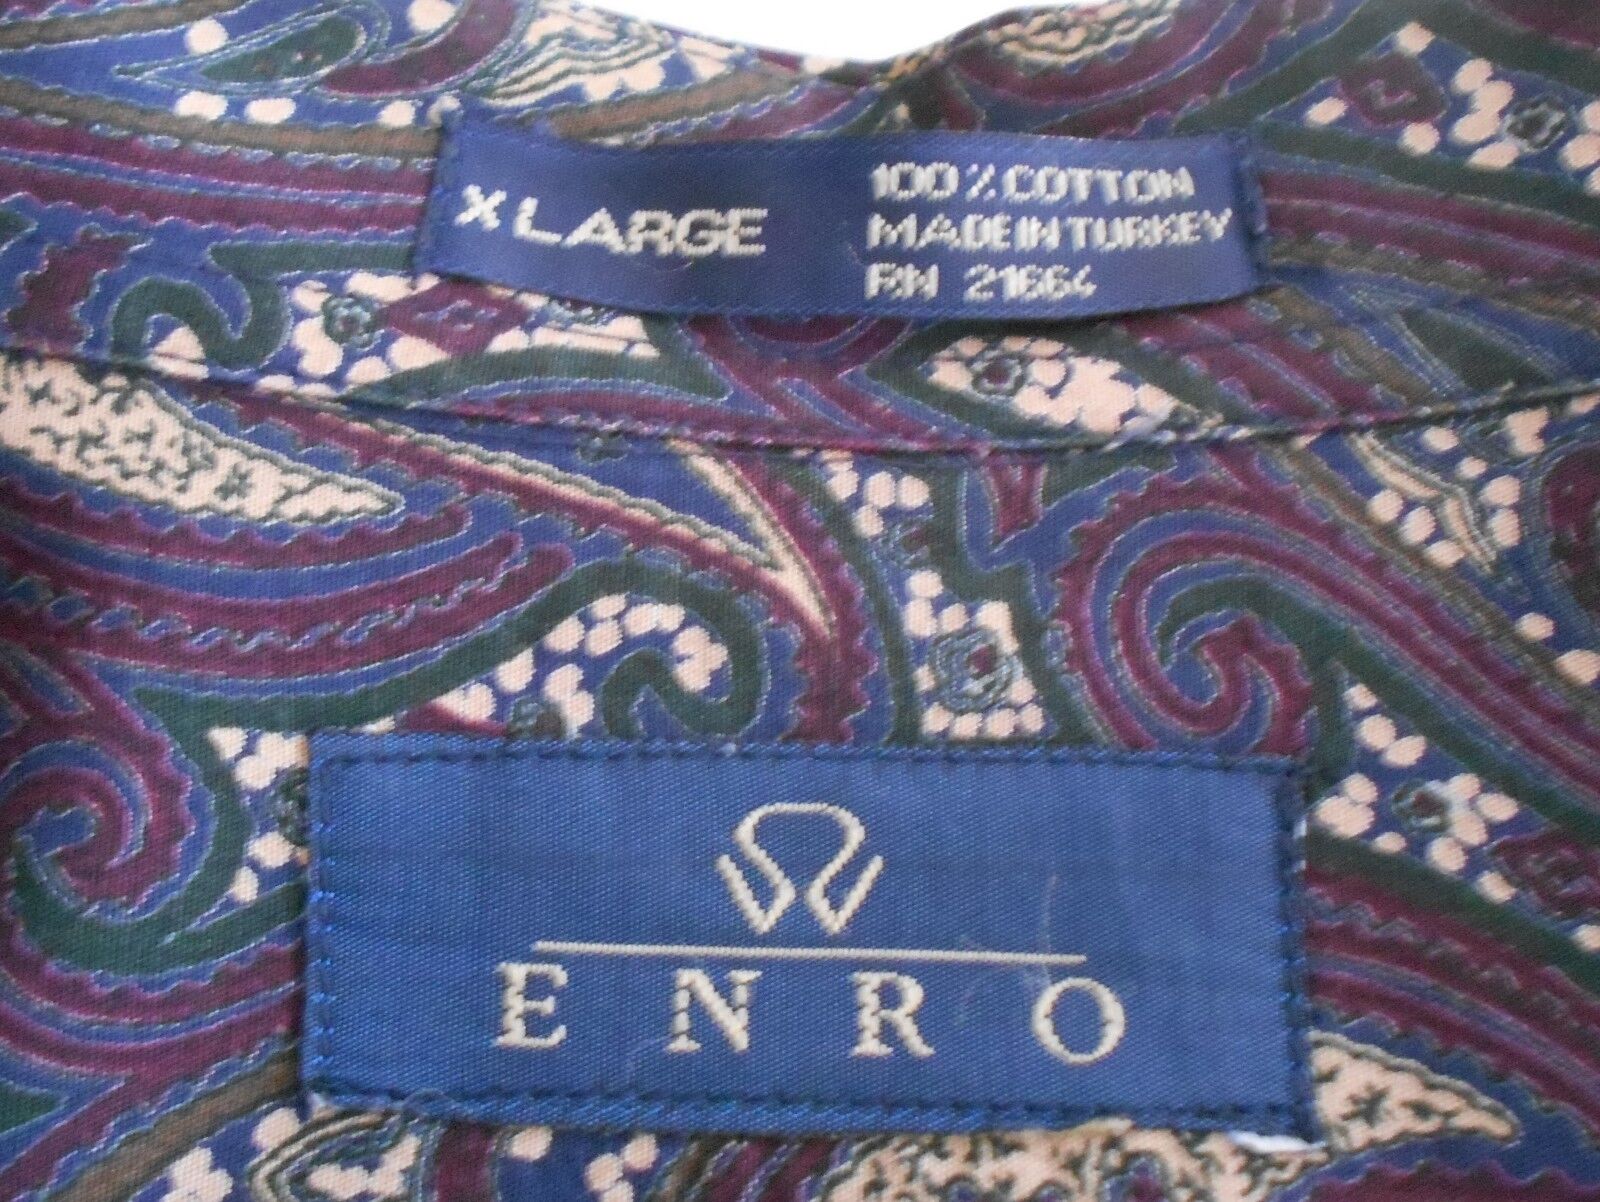 X LARGE
100% COTTON
MADE IN TURKEY
RN 21664
ENRO